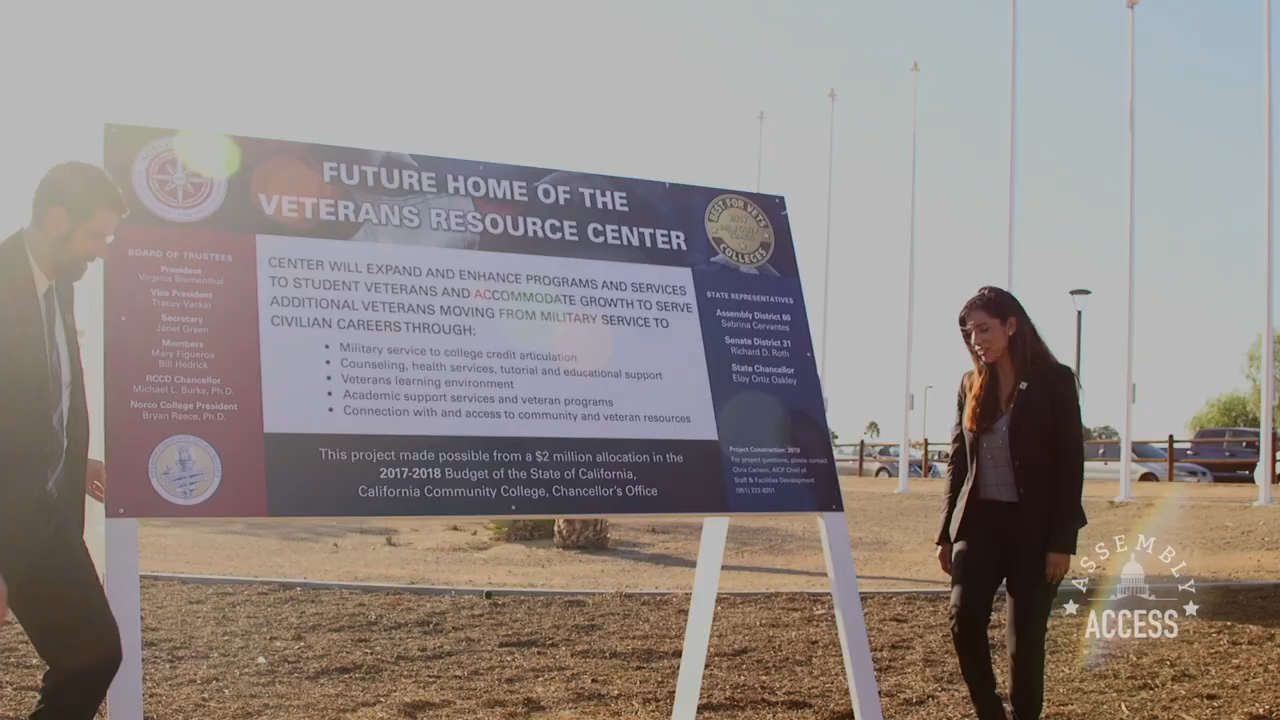 FUTURE HOME OF THE
VETERANS RESOURCE CENTER
BEST FOR VETS
2017
COLLEGES
BOARD OF TRUSTEES
President
Virginia Blumenthal
Vice President
Tracey Vackar
Secretary
Janet Green
Members
Mary Figueroa
Bill Hedrick
RCCD Chancellor
Michael L. Burke, Ph.D.
Norco College President
Bryan Reece, Ph.D.
CENTER WILL EXPAND AND ENHANCE PROGRAMS AND SERVICES
TO STUDENT VETERANS AND ACCOMMODATE GROWTH TO SERVE
ADDITIONAL VETERANS MOVING FROM MILITARY SERVICE TO
CIVILIAN CAREERS THROUGH:
• Military service to college credit articulation
• Counseling, health services, tutorial and educational support
• Veterans learning environment
• Academic support services and veteran programs
• Connection with and access to community and veteran resources
STATE REPRESENTATIVES
Assembly District 60
Sabrina Cervantes
Senate District 31
Richard D. Roth
State Chancellor
Eloy Ortiz Oakley
This project made possible from a $2 million allocation in the
2017-2018 Budget of the State of California,
California Community College, Chancellor's Office
Project Construction: 2019
For project questions, please contact
Chris Carlson, AICP Chief of
Staff & Facilities Development
(951) 222-8201
ASSEMBLY
ACCESS